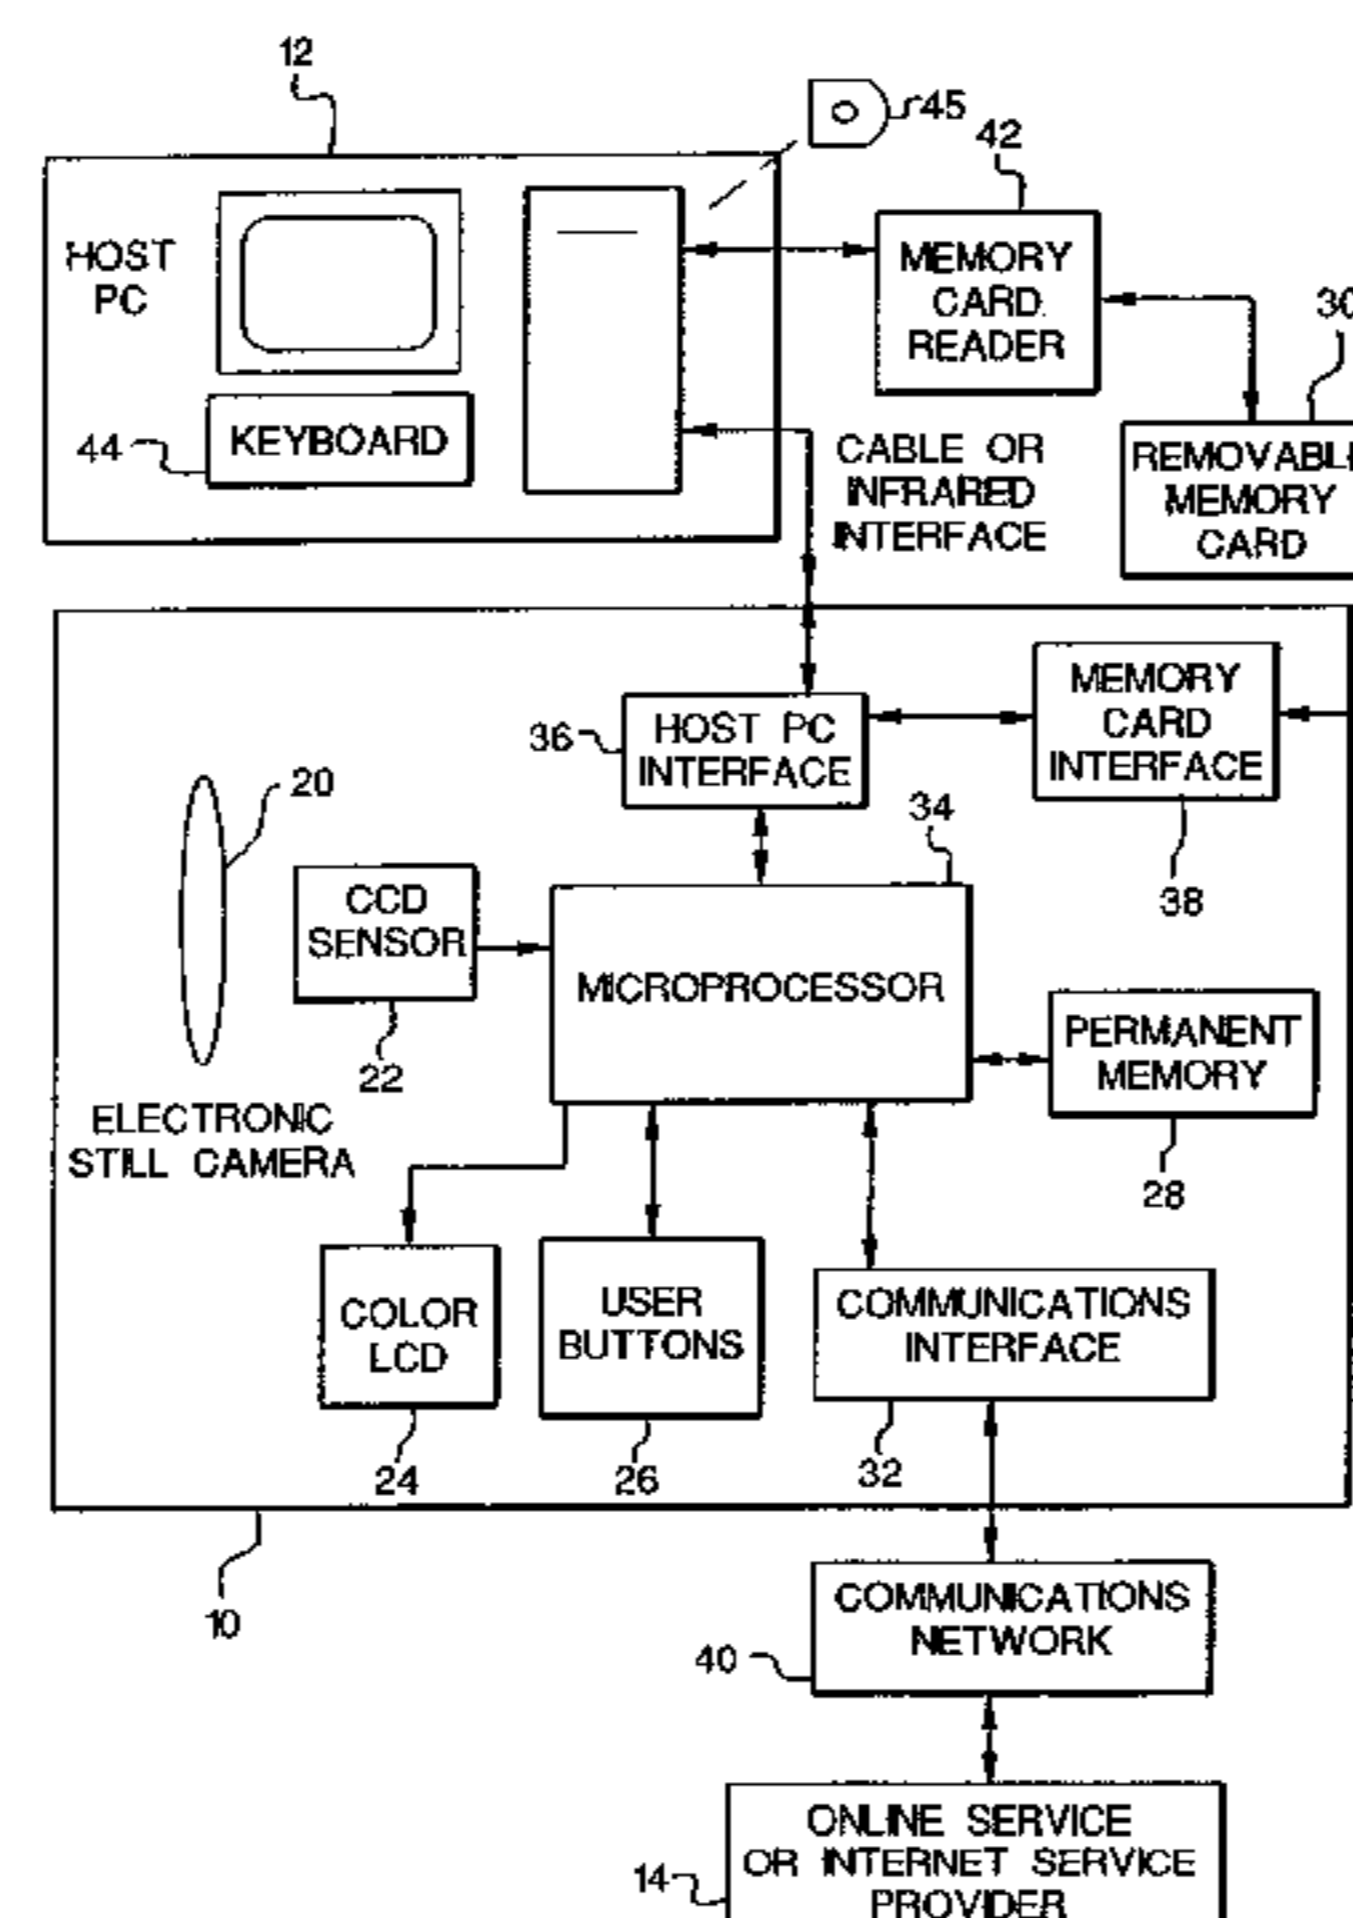 12
45
42
HOST
PC
MEMORY
CARD
READER
30
44
KEYBOARD
CABLE OR
INFRARED
INTERFACE
REMOVABLE
MEMORY
CARD
MEMORY
CARD
INTERFACE
36
HOST PC
INTERFACE
20
34
38
CCD
SENSOR
MICROPROCESSOR
22
PERMANENT
MEMORY
ELECTRONIC
STILL CAMERA
28
COLOR
LCD
USER
BUTTONS
COMMUNICATIONS
INTERFACE
24
26
32
10
COMMUNICATIONS
NETWORK
40
ONLINE SERVICE
OR INTERNET SERVICE
PROVIDER
14